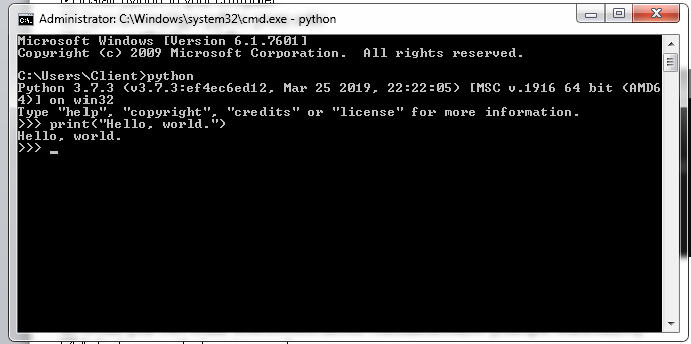 Administrator: C:\Windows\system32\cmd.exe - python
Microsoft Windows [Version 6.1.7601]
Copyright (c) 2009 Microsoft Corporation.  All rights reserved.
C:\Users\Client>python
Python 3.7.3 (v3.7.3:ef4ec6ed12, Mar 25 2019, 22:22:05) [MSC v.1916 64 bit (AMD6
4)] on win32
Type "help", "copyright", "credits" or "license" for more information.
>>> print("Hello, world.")
Hello, world.
>>> _